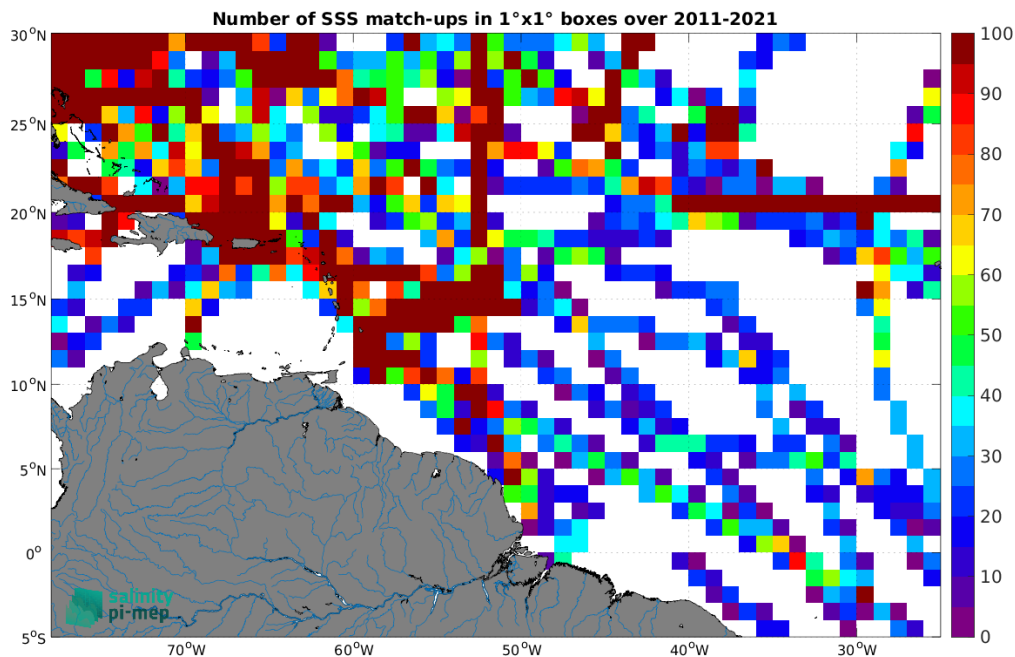 Number of SSS match-ups in 1°x1° boxes over 2011-2021
30°N
25°N
20°N
15°N
10°N
5°N
0°
5°S
70°W
60°W
50°W
40°W
30°W
100
90
80
70
60
50
40
30
20
10
0
salinity
pi-mep